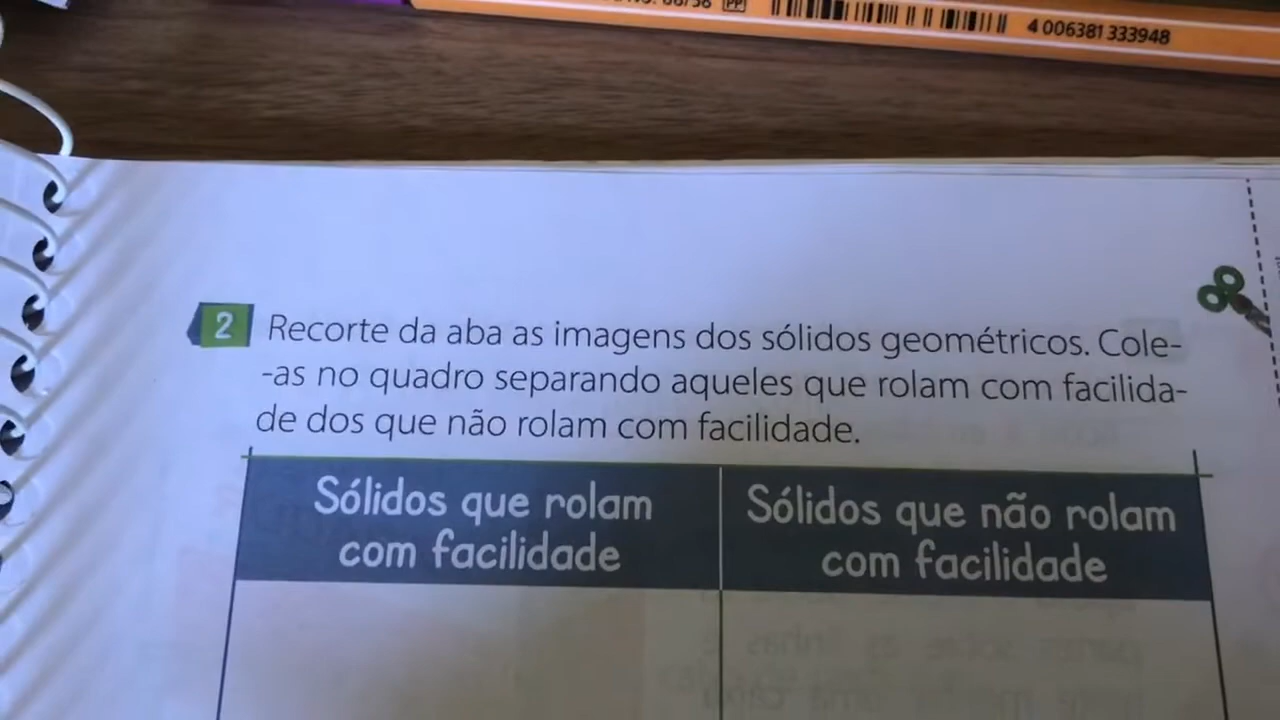 PP
4 006381 333948
2 Recorte da aba as imagens dos sólidos geométricos. Cole-
-as no quadro separando aqueles que rolam com facilida-
de dos que não rolam com facilidade.
Sólidos que rolam
com facilidade
Sólidos que não rolam
com facilidade